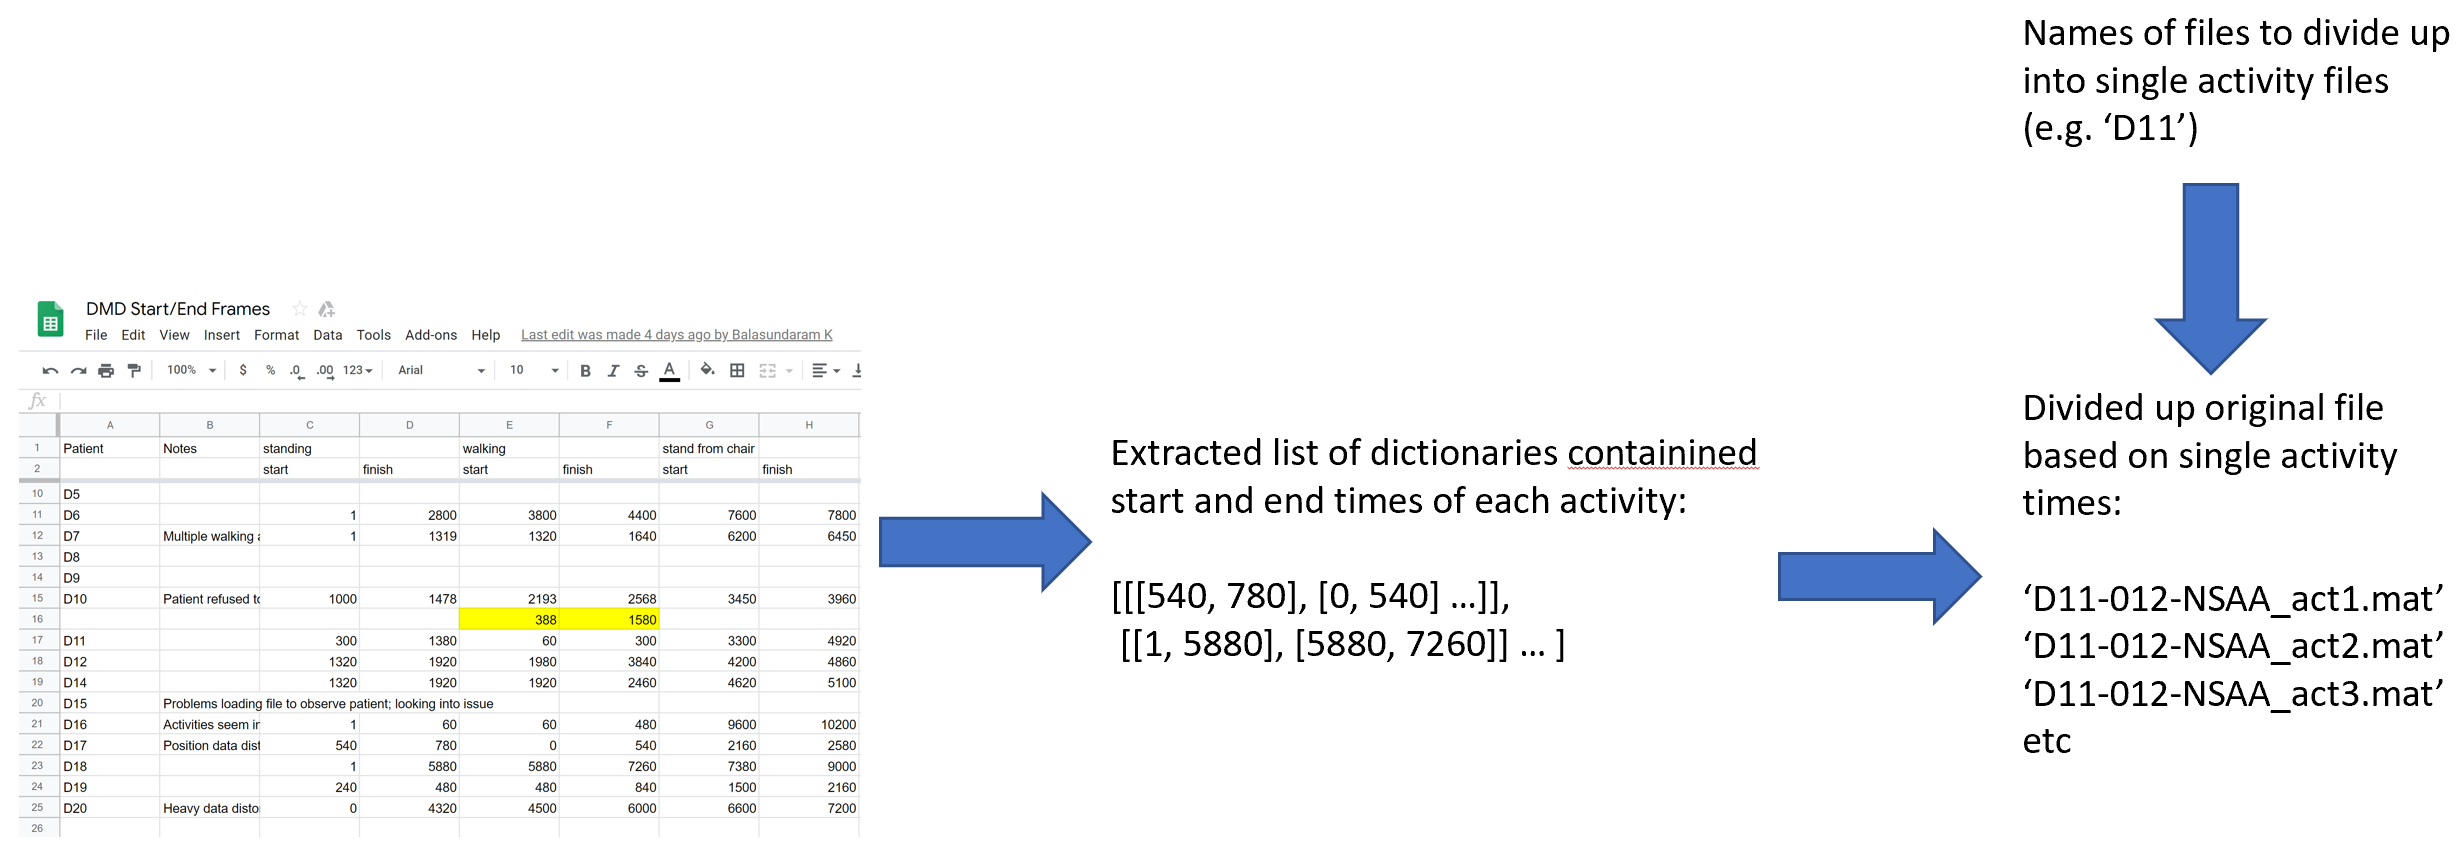 Names of files to divide up
into single activity files
(e.g. ‘D11’)
DMD Start/End Frames
File Edit View Insert Format Data Tools Add-ons Help Last edit was made 4 days ago by Balasundaram K
100% $ % .0 .00 123 Arial 10 B I S A
fx
A B C D E F G H
1 Patient Notes standing walking stand from chair
2 start finish start finish start finish
10 D5
11 D6 1 2800 3800 4400 7600 7800
12 D7 Multiple walking 1 1319 1320 1640 6200 6450
13 D8
14 D9
15 D10 Patient refused to 1000 1478 2193 2568 3450 3960
16 388 1580
17 D11 300 1380 60 300 3300 4920
18 D12 1320 1920 1980 3840 4200 4860
19 D14 1320 1920 1920 2460 4620 5100
20 D15 Problems loading file to observe patient; looking into issue
21 D16 Activities seem 1 60 60 480 9600 10200
22 D17 Position data dist 540 780 0 540 2160 2580
23 D18 1 5880 5880 7260 7380 9000
24 D19 240 480 480 840 1500 2160
25 D20 Heavy data disto 0 4320 4500 6000 6600 7200
26
Extracted list of dictionaries containined
start and end times of each activity:
[[[540, 780], [0, 540] ...]],
[[1, 5880], [5880, 7260]] ... ]
Divided up original file
based on single activity
times:
‘D11-012-NSAA_act1.mat’
‘D11-012-NSAA_act2.mat’
‘D11-012-NSAA_act3.mat’
etc